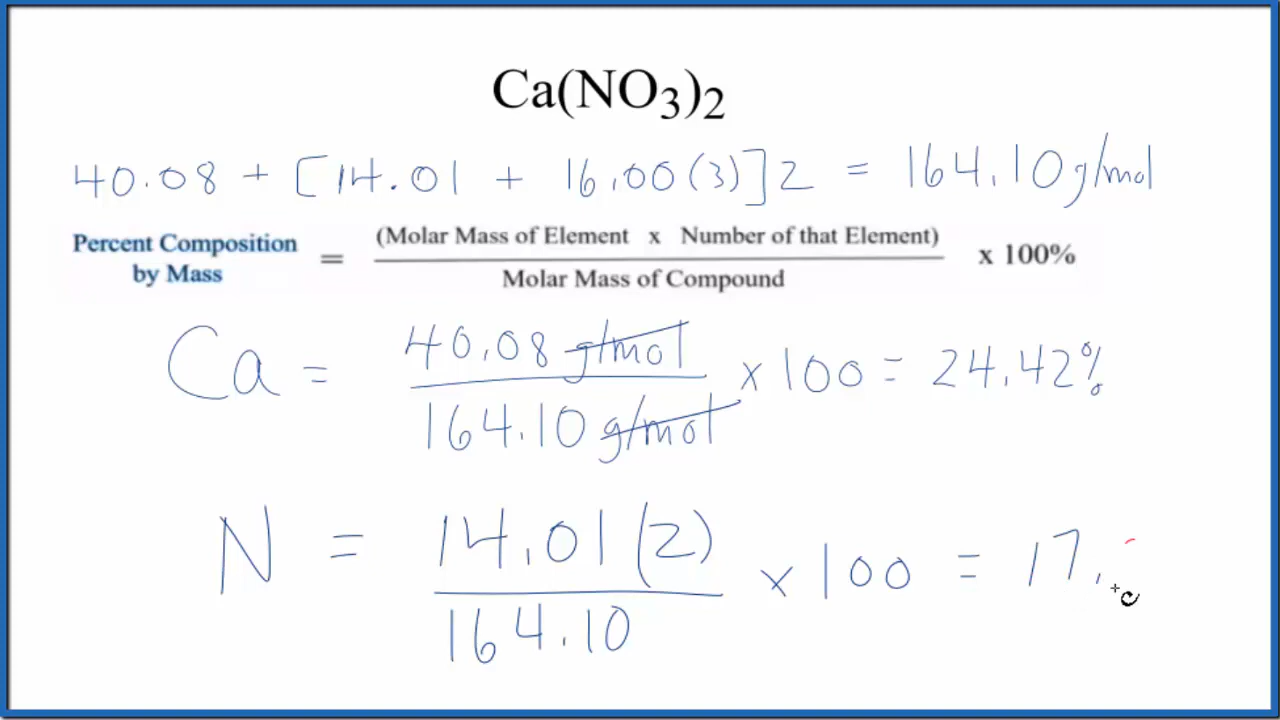 Ca(NO₃)₂
40.08 + [14.01 + 16.00(3)]2 = 164.10 g/mol
Percent Composition by Mass = (Molar Mass of Element x Number of that Element) / Molar Mass of Compound x 100%
Ca = 40.08 g/mol / 164.10 g/mol x 100 = 24.42%
N = 14.01(2) / 164.10 x 100 = 17.